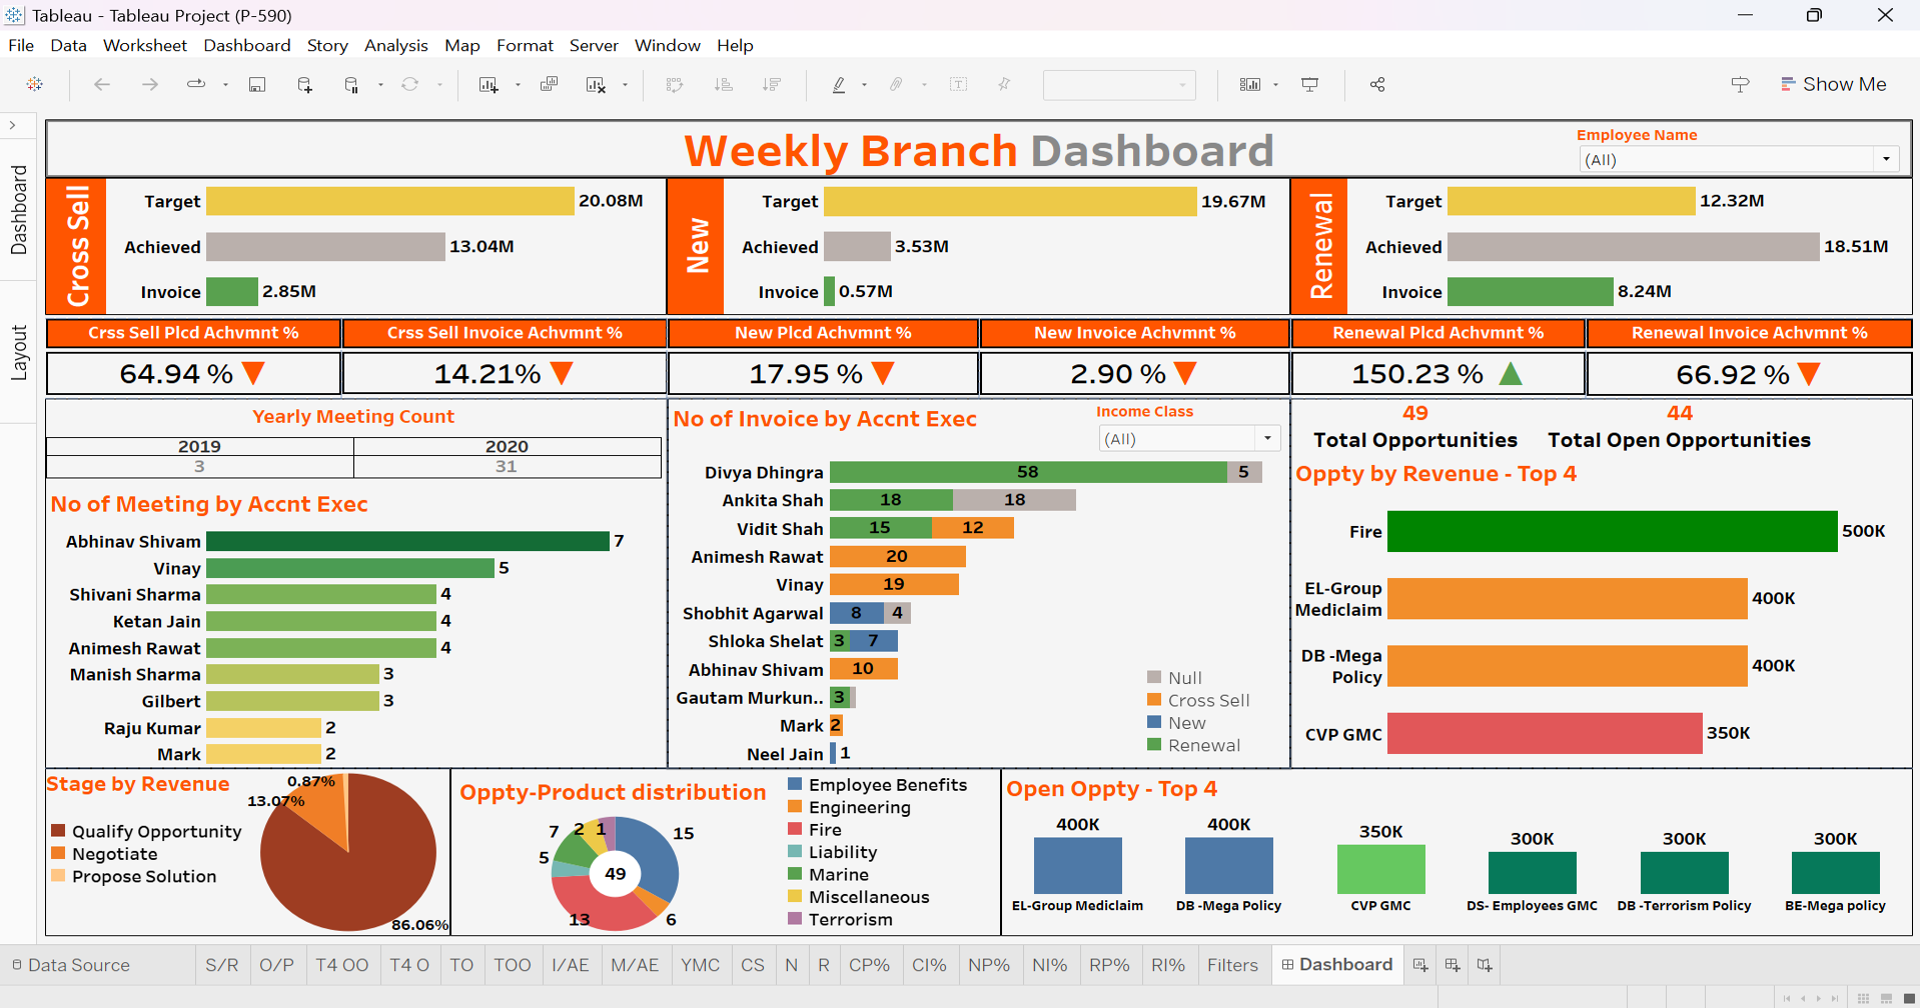 Tableau - Tableau Project (P-590)
File Data Worksheet Dashboard Story Analysis Map Format Server Window Help
Show Me
Dashboard
Layout
Weekly Branch Dashboard
Employee Name
(All)
Cross Sell
Target 20.08M
Achieved 13.04M
Invoice 2.85M
New
Target 19.67M
Achieved 3.53M
Invoice 0.57M
Renewal
Target 12.32M
Achieved 18.51M
Invoice 8.24M
Crss Sell Plcd Achvmnt % Crss Sell Invoice Achvmnt % New Plcd Achvmnt % New Invoice Achvmnt % Renewal Plcd Achvmnt % Renewal Invoice Achvmnt %
64.94 % 14.21% 17.95 % 2.90 % 150.23 % 66.92 %
Yearly Meeting Count
2019 2020
3 31
No of Meeting by Accnt Exec
Abhinav Shivam 7
Vinay 5
Shivani Sharma 4
Ketan Jain 4
Animesh Rawat 4
Manish Sharma 3
Gilbert 3
Raju Kumar 2
Mark 2
No of Invoice by Accnt Exec
Income Class
(All)
Divya Dhingra 58 5
Ankita Shah 18 18
Vidit Shah 15 12
Animesh Rawat 20
Vinay 19
Shobhit Agarwal 8 4
Shloka Shelat 3 7
Abhinav Shivam 10
Gautam Murkun.. 3
Mark 2
Neel Jain 1
Null
Cross Sell
New
Renewal
49 44
Total Opportunities Total Open Opportunities
Oppty by Revenue - Top 4
Fire 500K
EL-Group
Mediclaim 400K
DB -Mega
Policy 400K
CVP GMC 350K
Stage by Revenue
Qualify Opportunity
Negotiate
Propose Solution
0.87%
13.07%
86.06%
Oppty-Product distribution
7 2 1 15
5 49
13 6
Employee Benefits
Engineering
Fire
Liability
Marine
Miscellaneous
Terrorism
Open Oppty - Top 4
400K 400K 350K 300K 300K 300K
EL-Group Mediclaim DB -Mega Policy CVP GMC DS- Employees GMC DB -Terrorism Policy BE-Mega policy
Data Source S/R O/P T4 OO T4 O TO TOO I/AE M/AE YMC CS N R CP% CI% NP% NI% RP% RI% Filters Dashboard